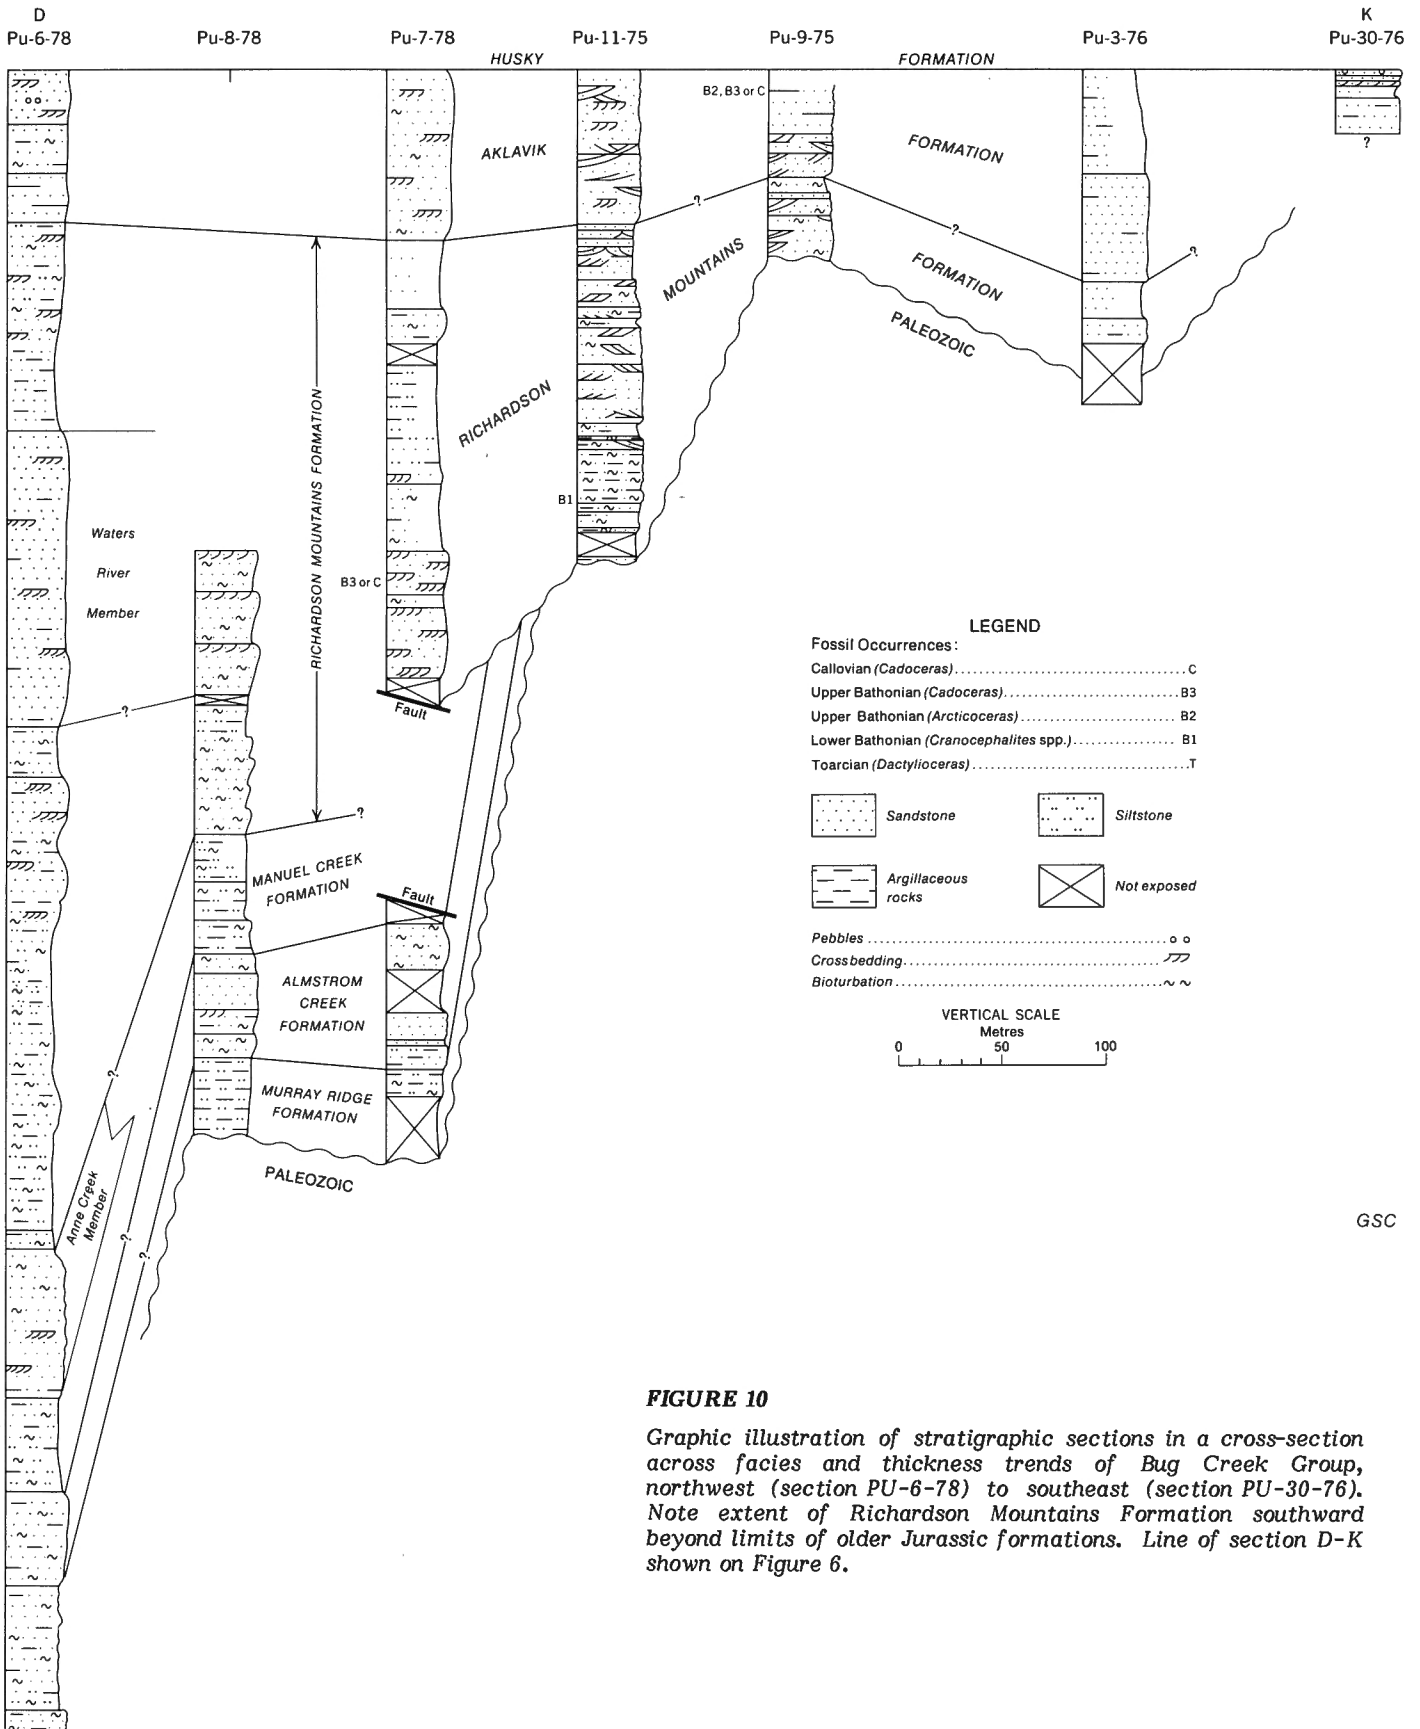 D
K
Pu-6-78
Pu-8-78
Pu-7-78
Pu-11-75
Pu-9-75
Pu-3-76
Pu-30-76
HUSKY
FORMATION
B2, B3 or C
AKLAVIK
FORMATION
?
?
?
?
MOUNTAINS
FORMATION
PALEOZOIC
RICHARDSON
RICHARDSON MOUNTAINS FORMATION
B1
Waters
River
Member
B3 or C
?
Fault
?
MANUEL CREEK
FORMATION
Fault
ALMSTROM
CREEK
FORMATION
?
MURRAY RIDGE
FORMATION
PALEOZOIC
Anne Creek
Member
?
?
LEGEND
Fossil Occurrences:
Callovian (Cadoceras) C
Upper Bathonian (Cadoceras) B3
Upper Bathonian (Arcticoceras) B2
Lower Bathonian (Cranocephalites spp.) B1
Toarcian (Dactylioceras) T
Sandstone
Siltstone
Argillaceous
rocks
Not exposed
Pebbles
Crossbedding
Bioturbation
VERTICAL SCALE
Metres
0 50 100
GSC
FIGURE 10
Graphic illustration of stratigraphic sections in a cross-section
across facies and thickness trends of Bug Creek Group,
northwest (section PU-6-78) to southeast (section PU-30-76).
Note extent of Richardson Mountains Formation southward
beyond limits of older Jurassic formations. Line of section D-K
shown on Figure 6.